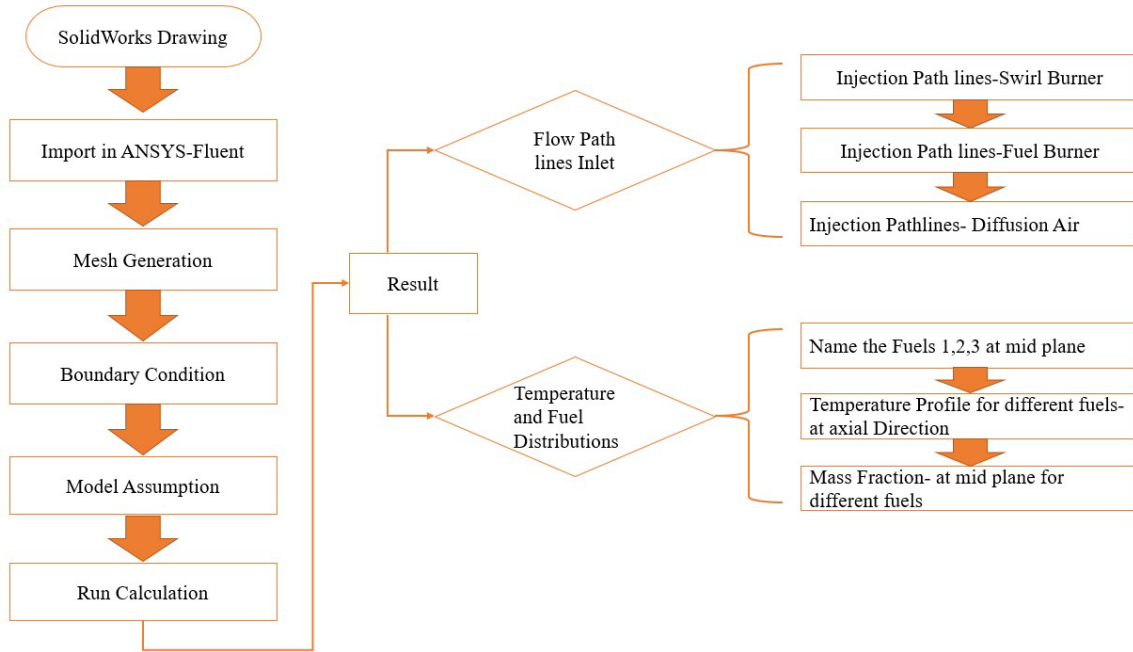 SolidWorks Drawing
Import in ANSYS-Fluent
Mesh Generation
Boundary Condition
Model Assumption
Run Calculation
Result
Flow Path
lines Inlet
Injection Path lines-Swirl Burner
Injection Path lines-Fuel Burner
Injection Pathlines- Diffusion Air
Temperature
and Fuel
Distributions
Name the Fuels 1,2,3 at mid plane
Temperature Profile for different fuels-
at axial Direction
Mass Fraction- at mid plane for
different fuels